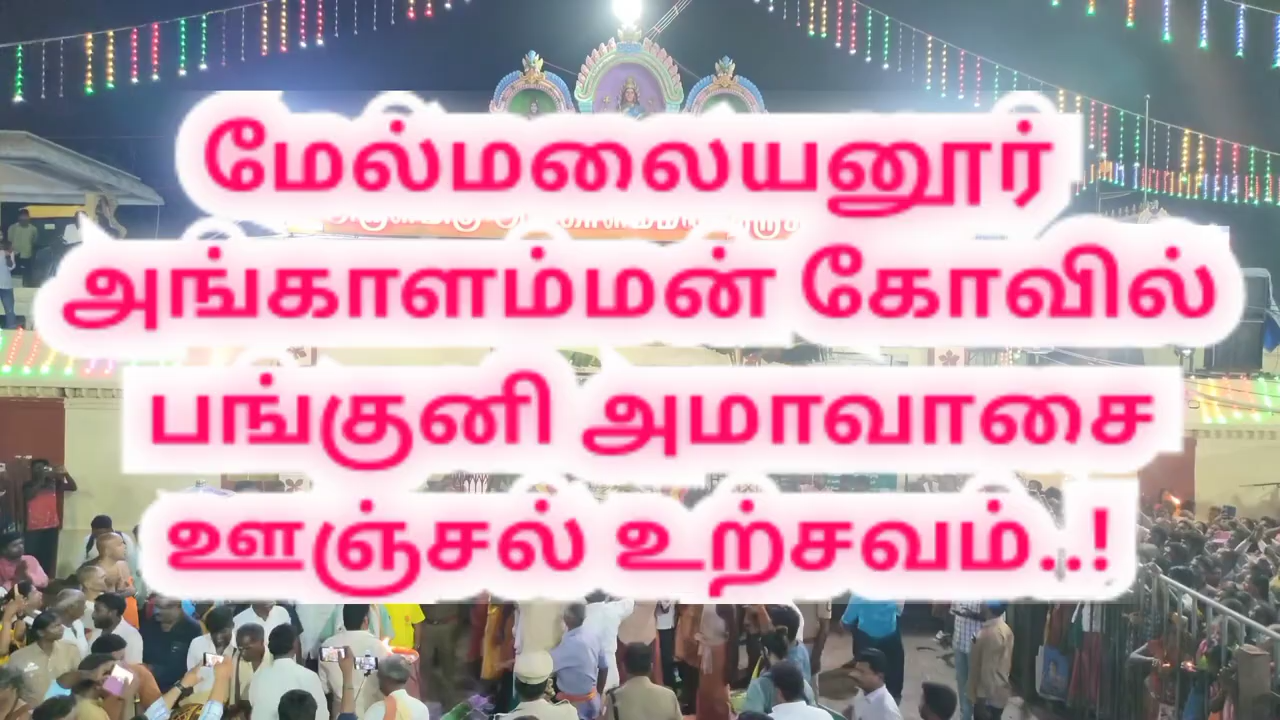 மேல்மலையனூர்
அங்காளம்மன் கோவில்
பங்குனி அமாவாசை
ஊஞ்சல் உற்சவம்..!